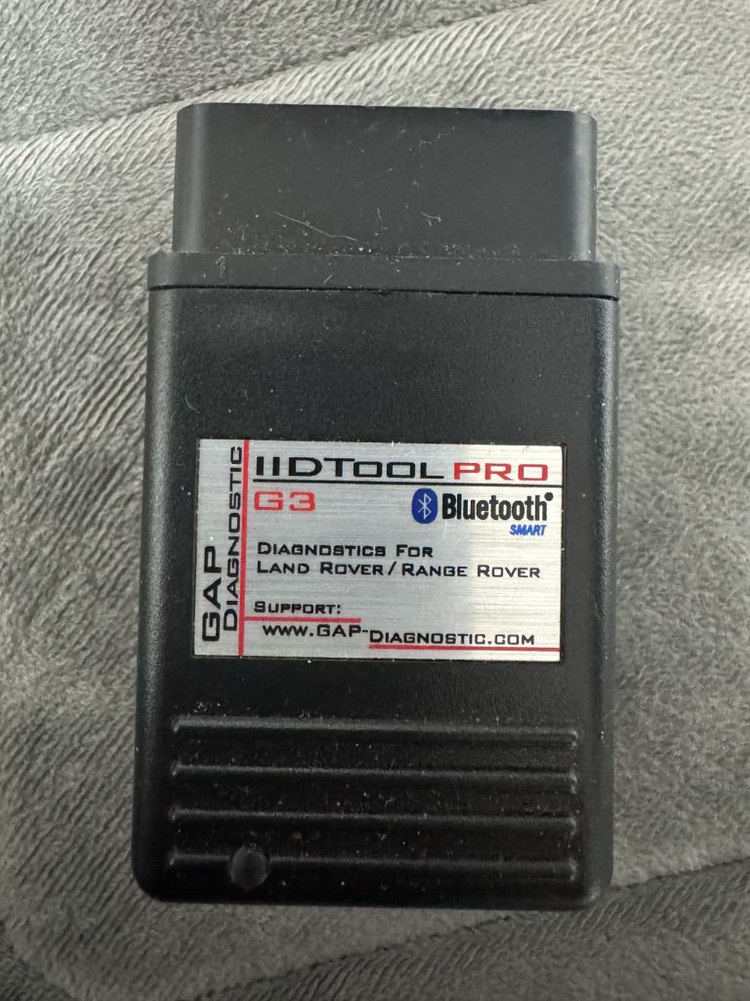 GAP
DIAGNOSTIC
IIDTOOL PRO
G3
Bluetooth
SMART
DIAGNOSTICS FOR
LAND ROVER/RANGE ROVER
SUPPORT:
WWW.GAP-DIAGNOSTIC.COM